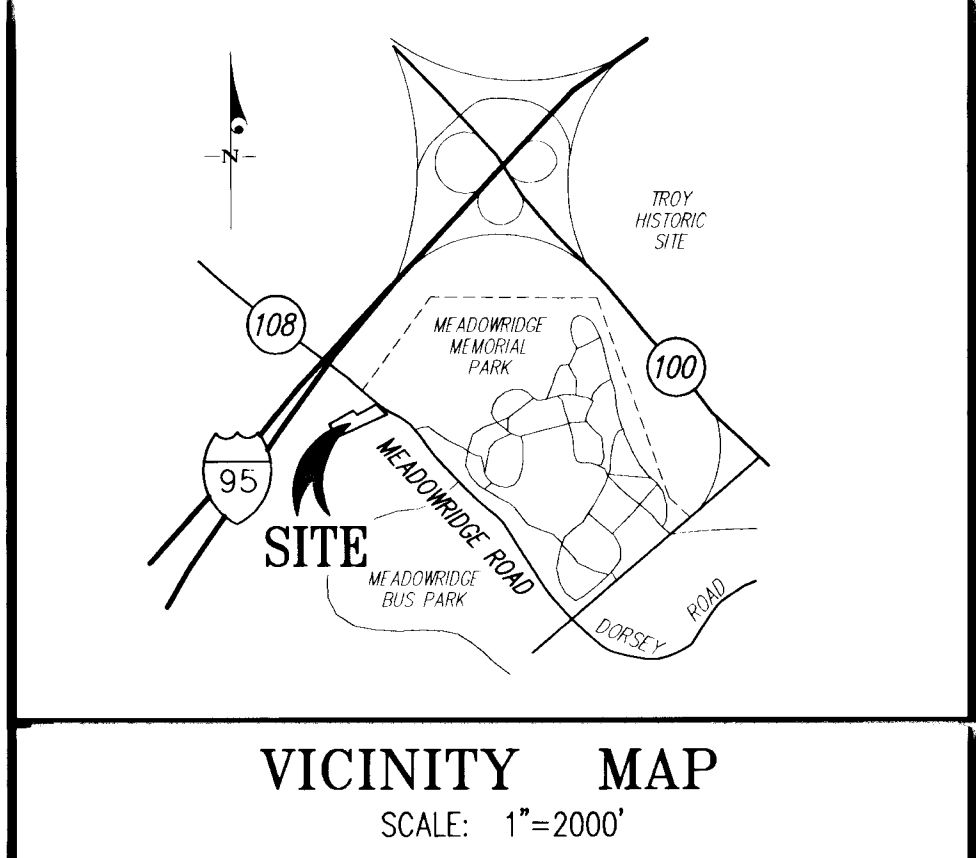 N
TROY
HISTORIC
SITE
108
MEADOWRIDGE
MEMORIAL
PARK
100
95
SITE
MEADOWRIDGE ROAD
MEADOWRIDGE
BUS PARK
DORSEY ROAD
VICINITY MAP
SCALE: 1"=2000'